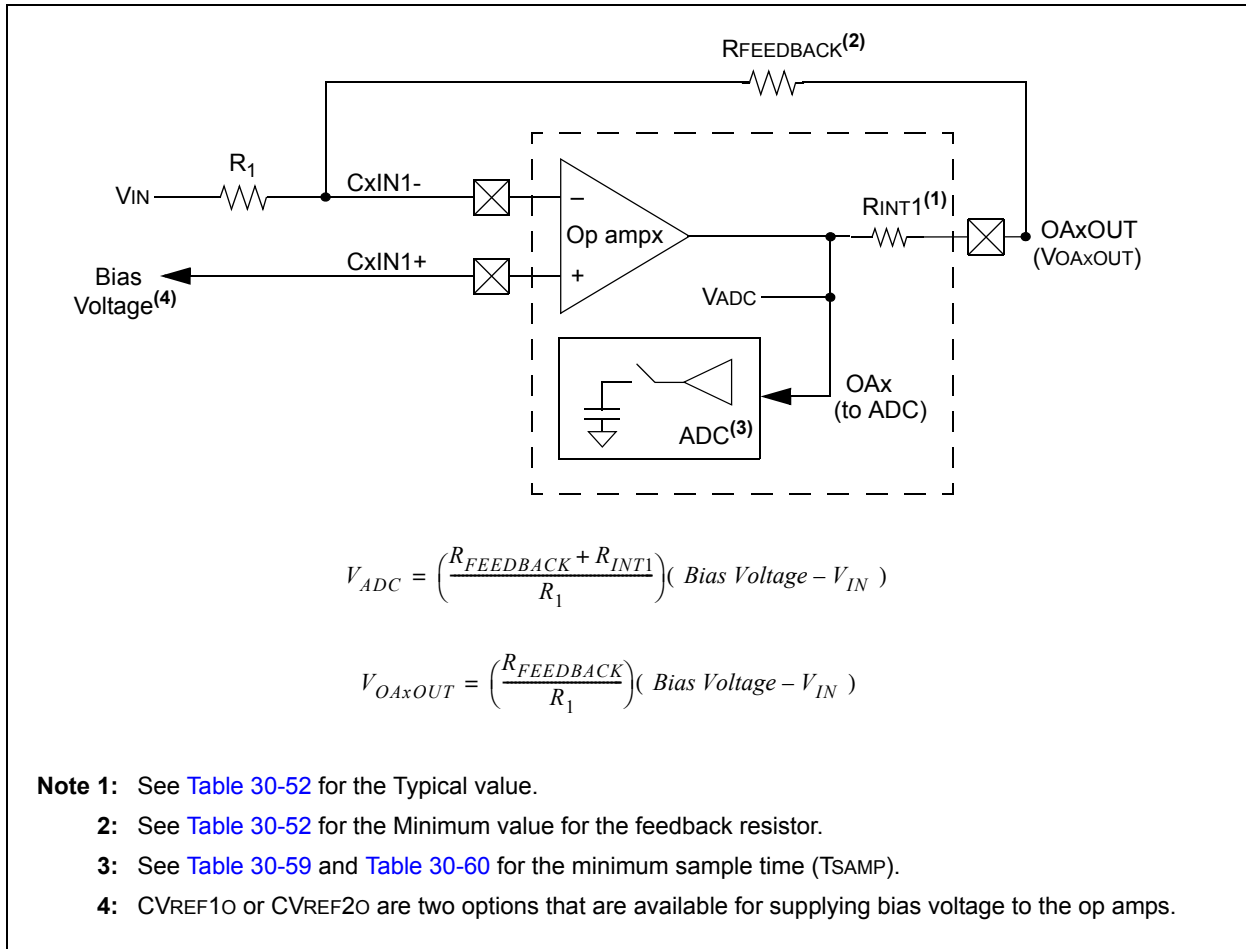 RFEEDBACK(2)
R1
VIN
CxIN1-
–
Op ampx
RINT1(1)
OAxOUT
(VOAxOUT)
Bias
Voltage(4)
CxIN1+
+
VADC
OAx
(to ADC)
ADC(3)
VADC = (RFEEDBACK + RINT1 / R1)( Bias Voltage – VIN )
VOAxOUT = (RFEEDBACK / R1)( Bias Voltage – VIN )
Note 1: See Table 30-52 for the Typical value.
2: See Table 30-52 for the Minimum value for the feedback resistor.
3: See Table 30-59 and Table 30-60 for the minimum sample time (TSAMP).
4: CVREF1O or CVREF2O are two options that are available for supplying bias voltage to the op amps.